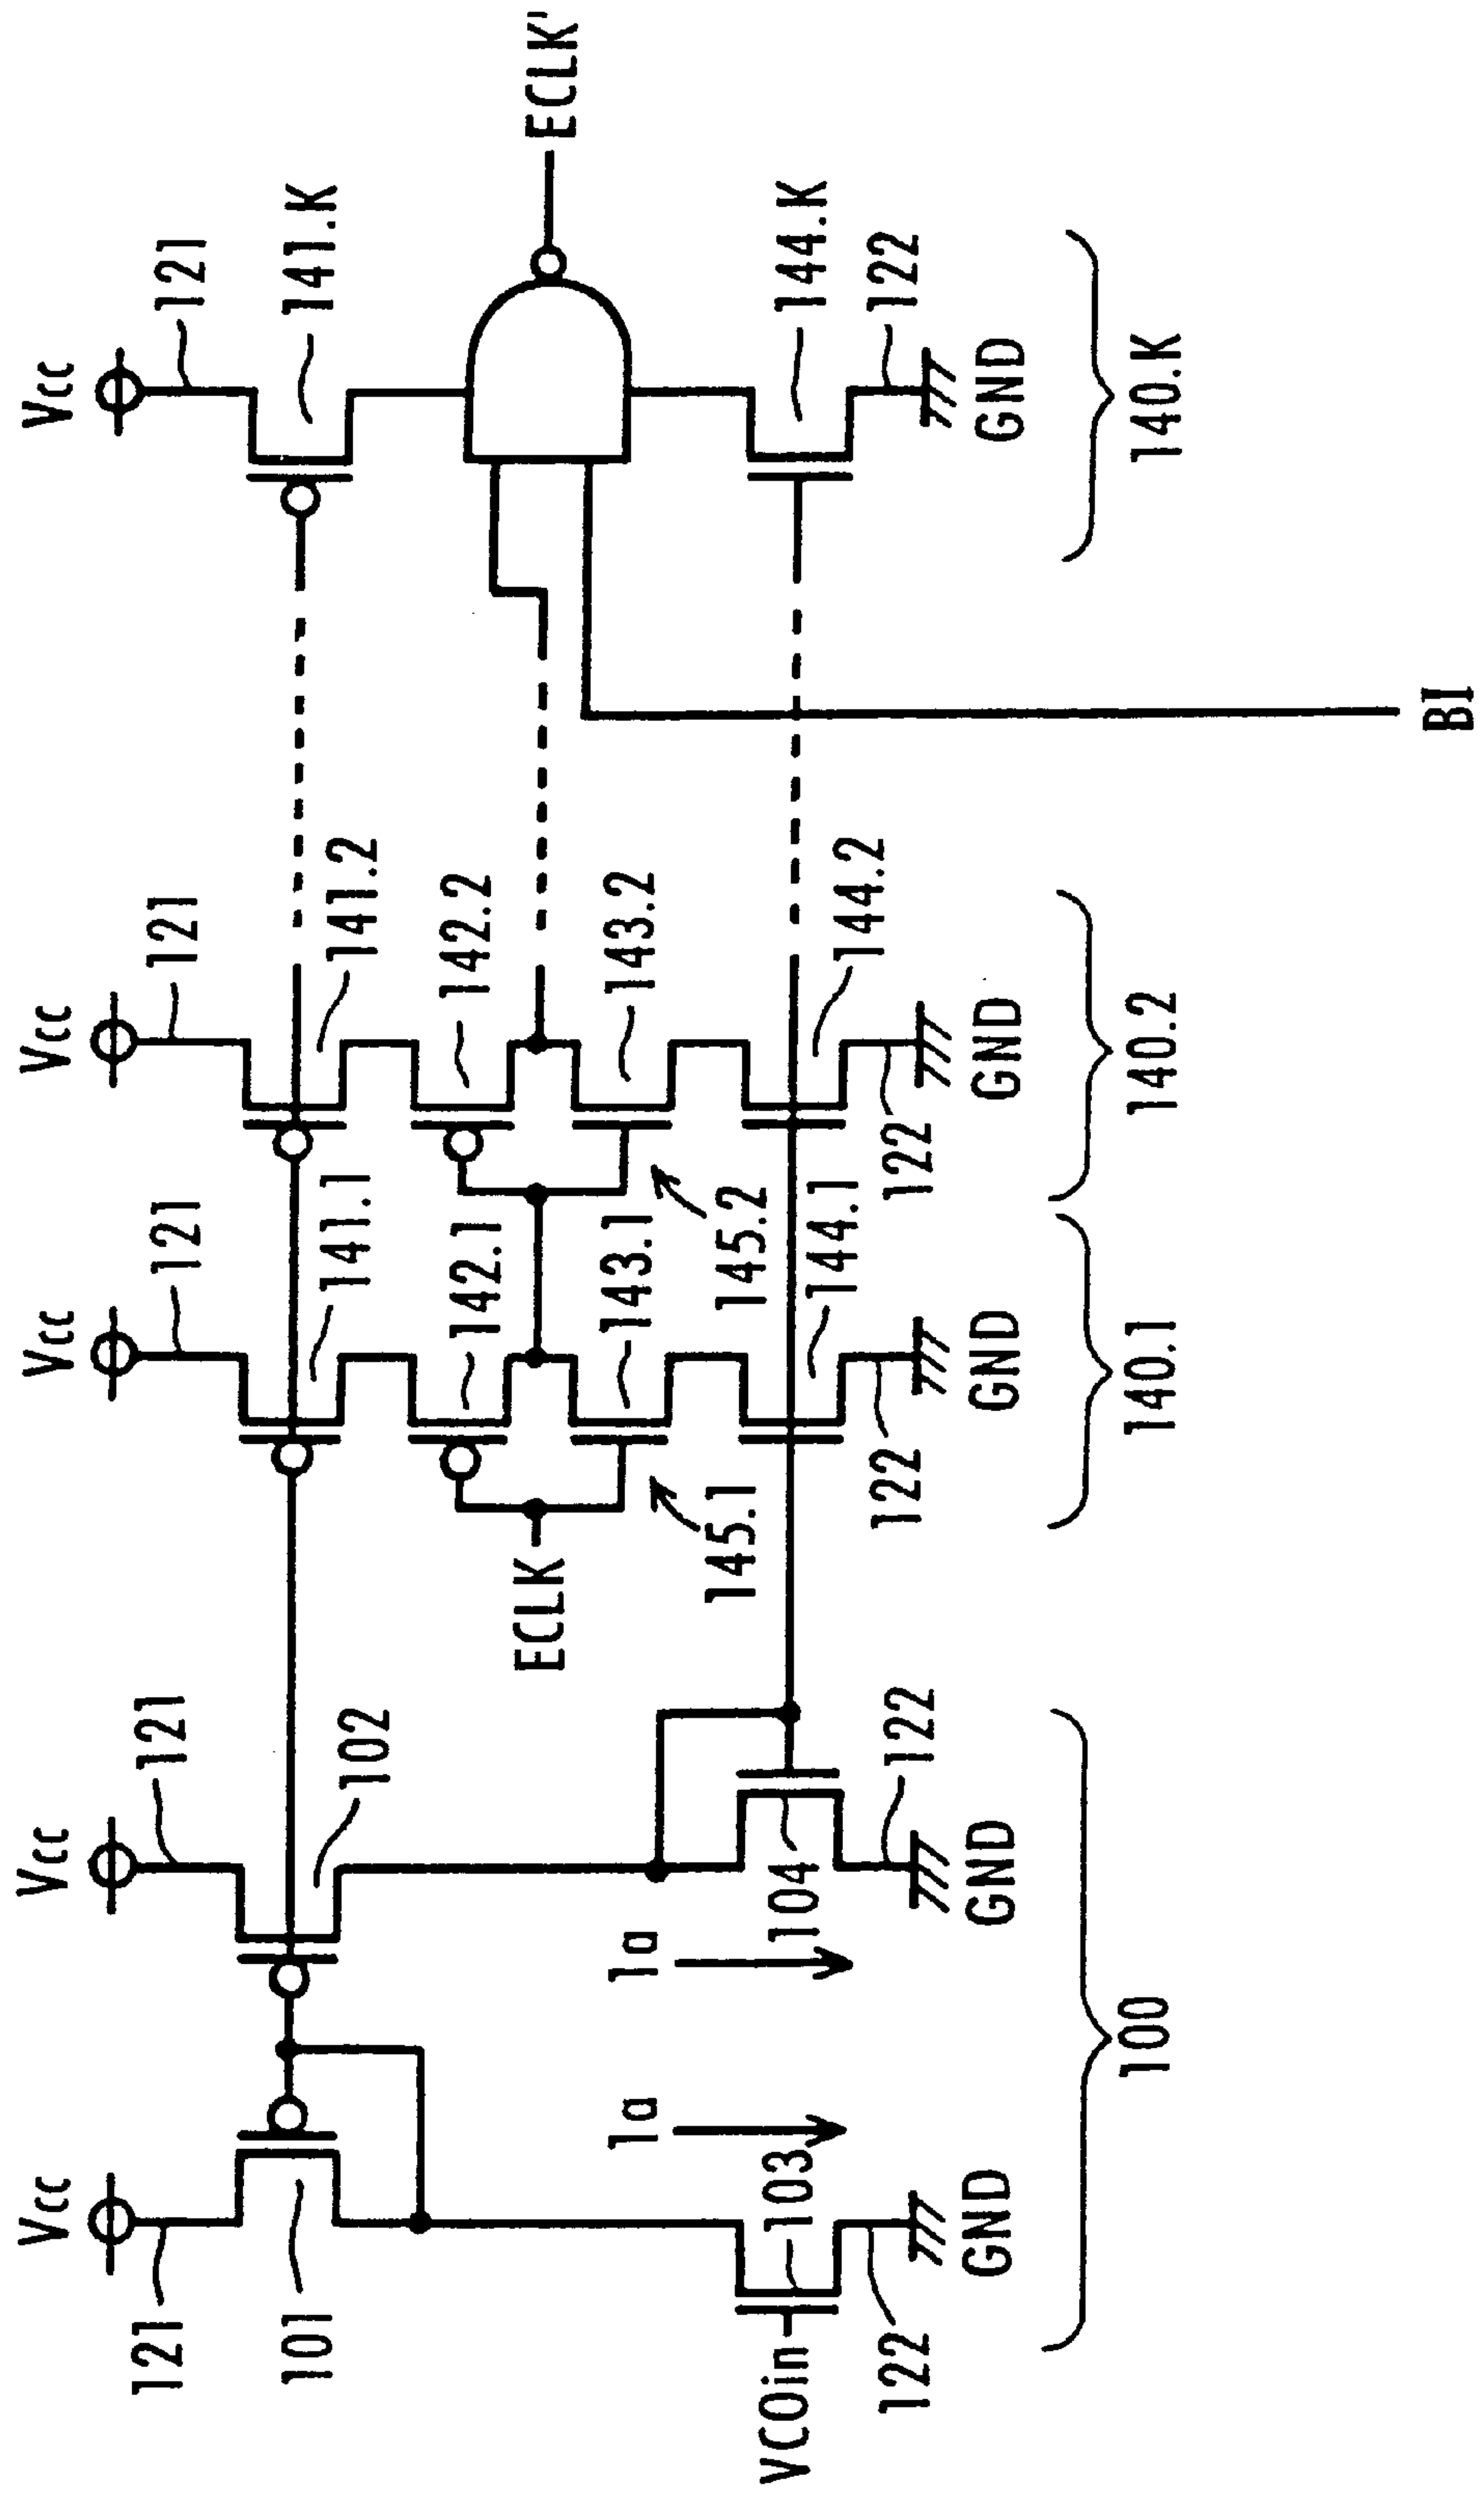 Vcc Vcc Vcc Vcc Vcc
121 121 121 121 121
101 102 141.1 141.2 141.K
142.1 142.2
ECLK ECLK'
1a 1a 143.1 143.2
145.1 145.2
VCOin 103 104 144.1 144.2 144.K
122 122 122 122 122
GND GND GND GND GND
100 140.1 140.2 140.K
BI